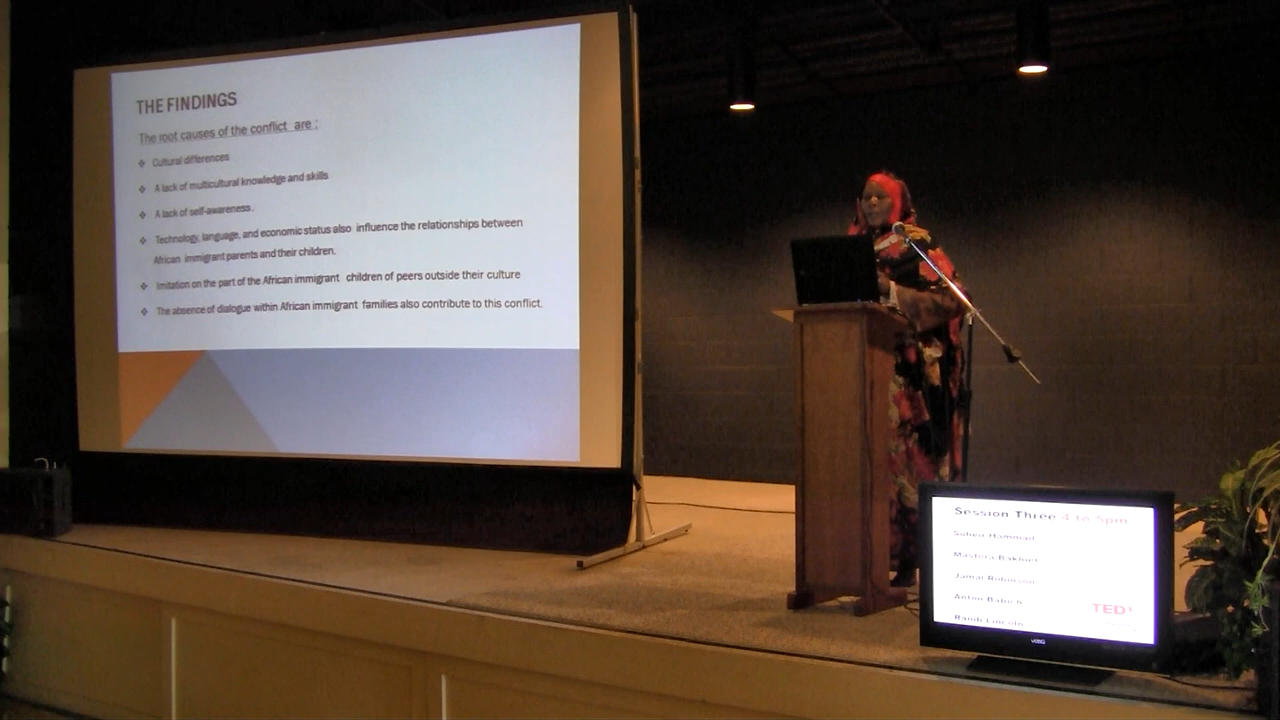 THE FINDINGS
The root causes of the conflict are :
❖ Cultural differences
❖ A lack of multicultural knowledge and skills
❖ A lack of self-awareness.
❖ Technology, language, and economic status also influence the relationships between
African immigrant parents and their children.
❖ Imitation on the part of the African immigrant children of peers outside their culture
❖ The absence of dialogue within African immigrant families also contribute to this conflict.
Session Three 4 to 5pm
Suheir Hammad
Jamal Robinson
Randi Lincoln
TEDx
VIZIO